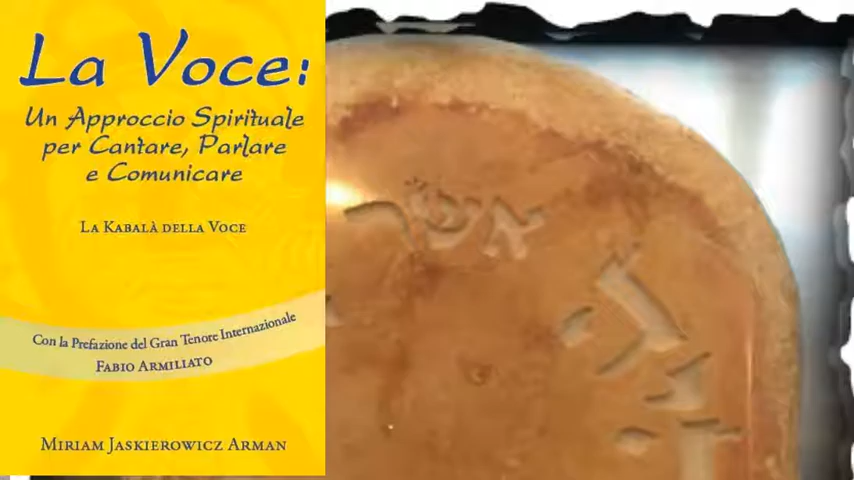 La Voce:
Un Approccio Spirituale
per Cantare, Parlare
e Comunicare
La Kabalà della Voce
Con la Prefazione del Gran Tenore Internazionale
Fabio Armiliato
Miriam Jaskierowicz Arman
אשר